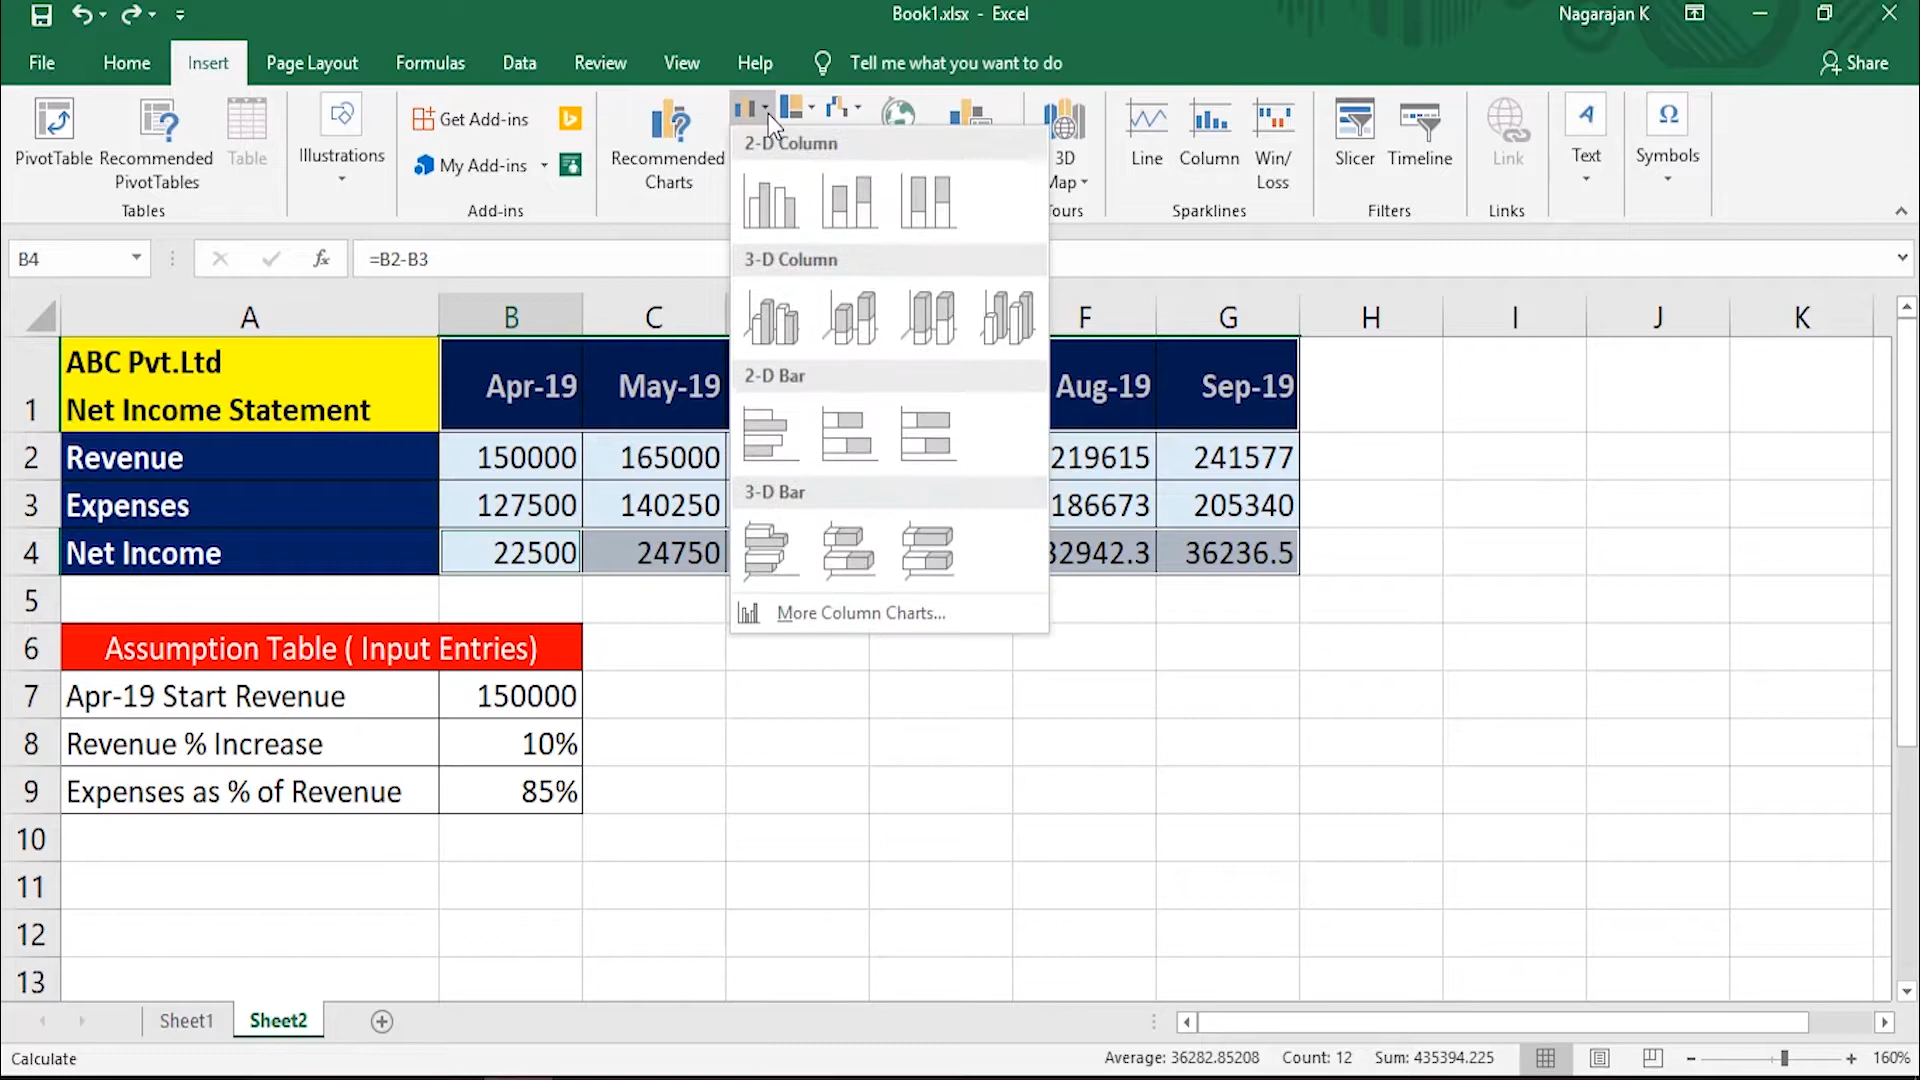 Book1.xlsx - Excel
Nagarajan K
File Home Insert Page Layout Formulas Data Review View Help Tell me what you want to do Share
PivotTable
Recommended PivotTables
Table
Tables
Illustrations
Get Add-ins
My Add-ins
Add-ins
Recommended Charts
3D
Map
Tours
Line
Column
Win/
Loss
Sparklines
Slicer
Timeline
Filters
Link
Links
Text
Symbols
2-D Column
3-D Column
2-D Bar
3-D Bar
More Column Charts...
B4 fx =B2-B3
A B C F G H I J K
1 ABC Pvt.Ltd
Net Income Statement Apr-19 May-19 Aug-19 Sep-19
2 Revenue 150000 165000 219615 241577
3 Expenses 127500 140250 186673 205340
4 Net Income 22500 24750 32942.3 36236.5
5
6 Assumption Table ( Input Entries)
7 Apr-19 Start Revenue 150000
8 Revenue % Increase 10%
9 Expenses as % of Revenue 85%
10
11
12
13
Sheet1 Sheet2
Calculate Average: 36282.85208 Count: 12 Sum: 435394.225 160%